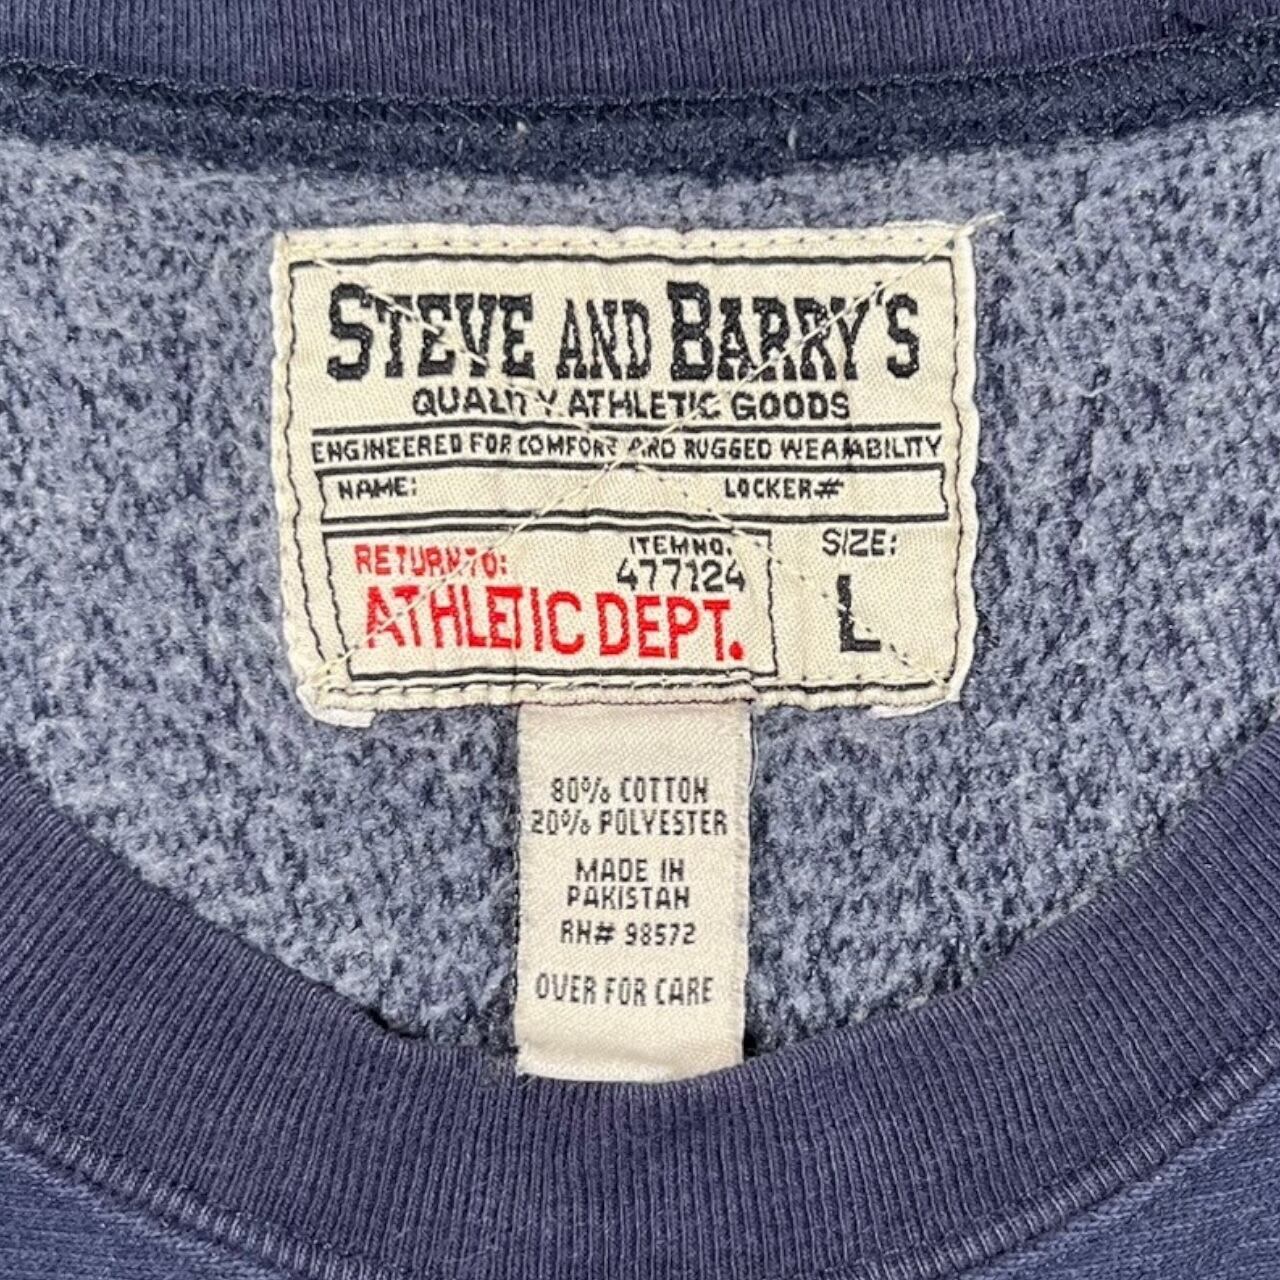 STEVE AND BARRY'S
QUALITY ATHLETIC GOODS
ENGINEERED FOR COMFORT AND RUGGED WEARABILITY
NAME: LOCKER#
RETURN TO: ITEM NO. SIZE:
477124
ATHLETIC DEPT. L
80% COTTON
20% POLYESTER
MADE IN
PAKISTAN
RN# 98572
OVER FOR CARE